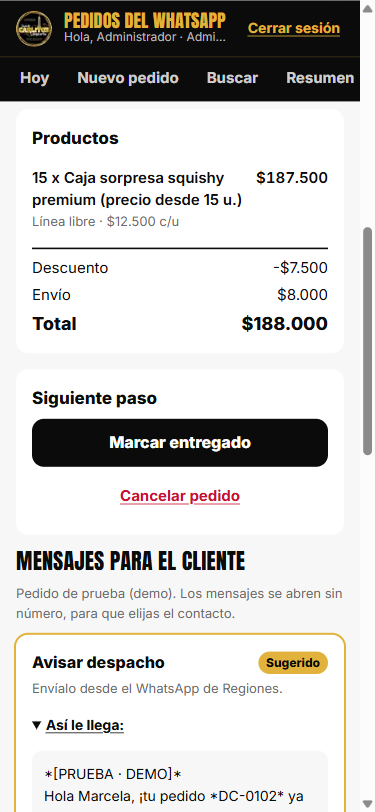 PEDIDOS DEL WHATSAPP
Hola, Administrador · Admi...
Cerrar sesión
Hoy
Nuevo pedido
Buscar
Resumen
Productos
15 x Caja sorpresa squishy
$187.500
premium (precio desde 15 u.)
Línea libre · $12.500 c/u
Descuento
-$7.500
Envío
$8.000
Total
$188.000
Siguiente paso
Marcar entregado
Cancelar pedido
MENSAJES PARA EL CLIENTE
Pedido de prueba (demo). Los mensajes se abren sin
número, para que elijas el contacto.
Avisar despacho
Sugerido
Envíalo desde el WhatsApp de Regiones.
▼ Así le llega:
*[PRUEBA · DEMO]*
Hola Marcela, ¡tu pedido *DC-0102* ya